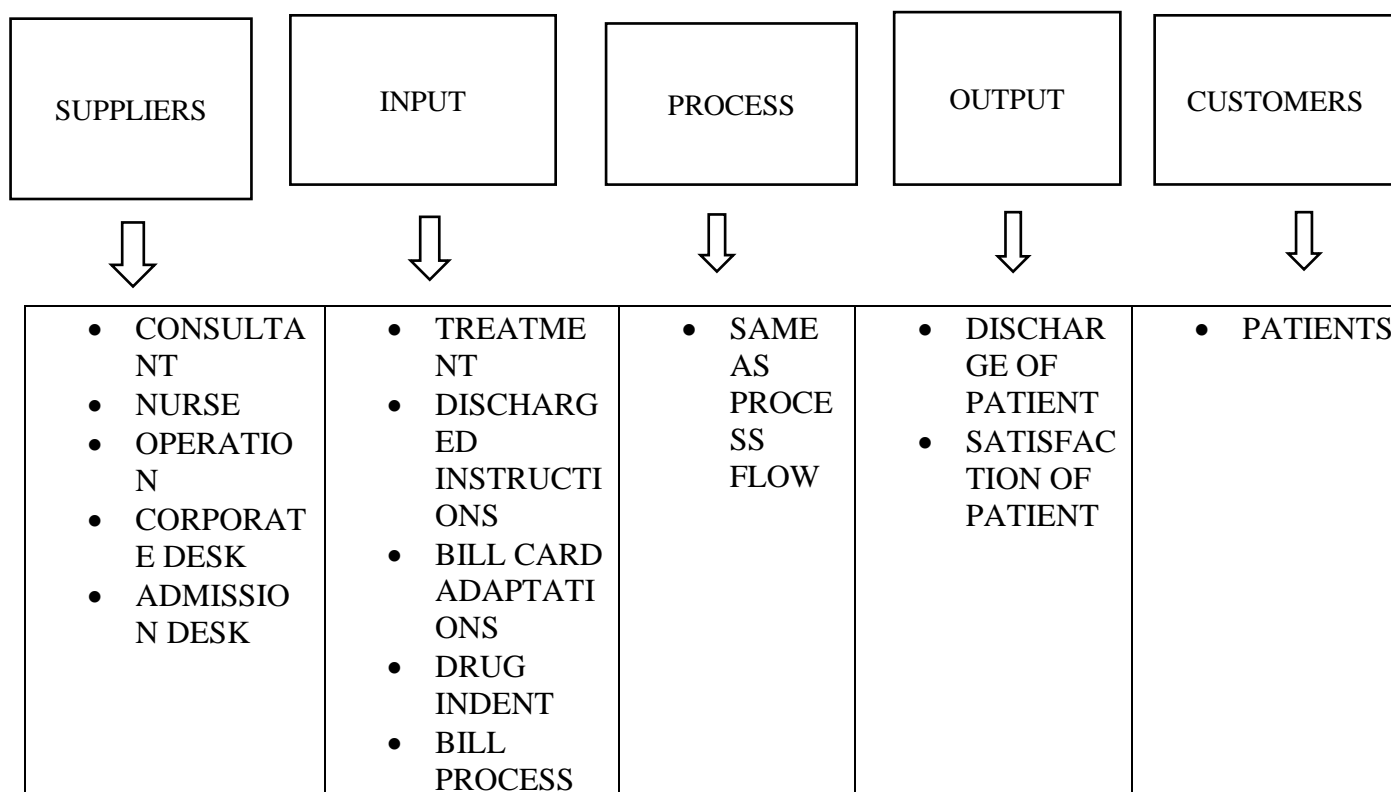 SUPPLIERS
INPUT
PROCESS
OUTPUT
CUSTOMERS
• CONSULTA
NT
• NURSE
• OPERATIO
N
• CORPORAT
E DESK
• ADMISSIO
N DESK
• TREATME
NT
• DISCHARG
ED
INSTRUCTI
ONS
• BILL CARD
ADAPTATI
ONS
• DRUG
INDENT
• BILL
PROCESS
• SAME
AS
PROCE
SS
FLOW
• DISCHAR
GE OF
PATIENT
• SATISFAC
TION OF
PATIENT
• PATIENTS